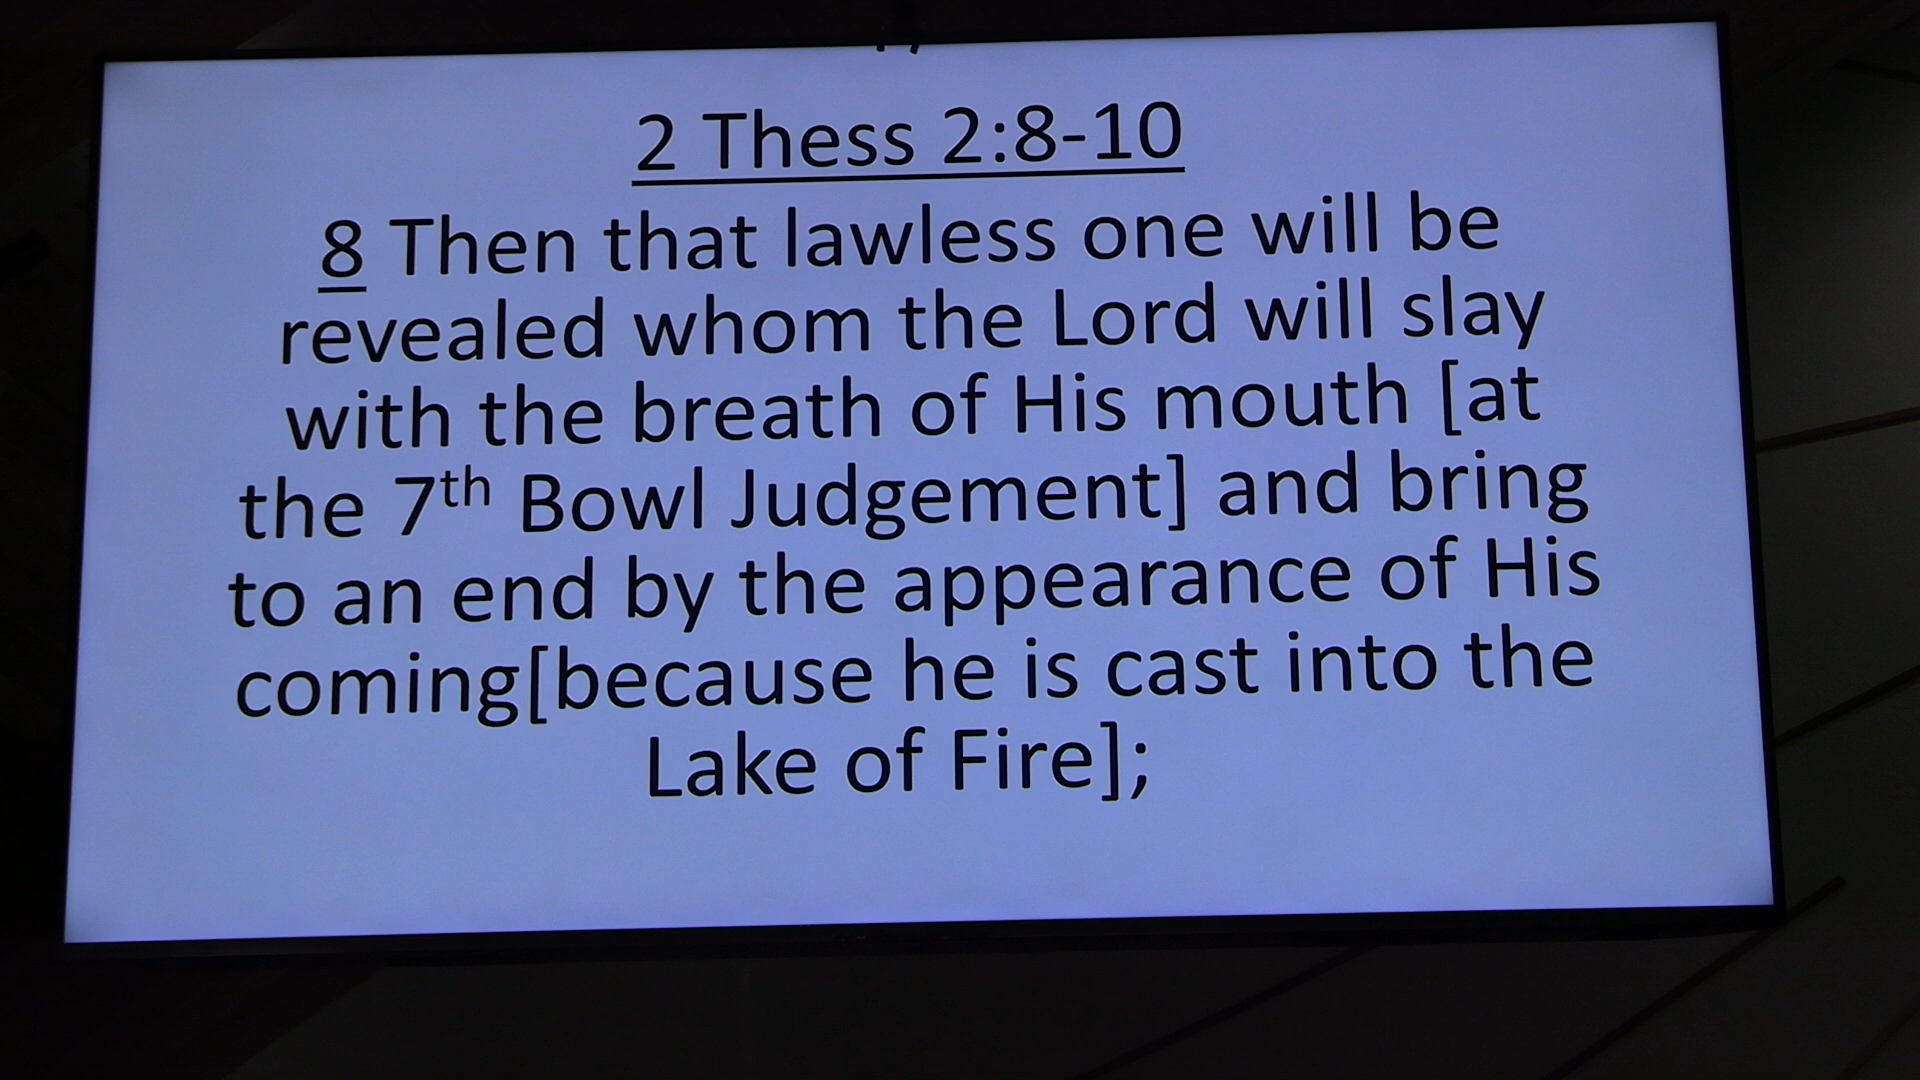 2 Thess 2:8-10
8 Then that lawless one will be
revealed whom the Lord will slay
with the breath of His mouth [at
the 7th Bowl Judgement] and bring
to an end by the appearance of His
coming[because he is cast into the
Lake of Fire];